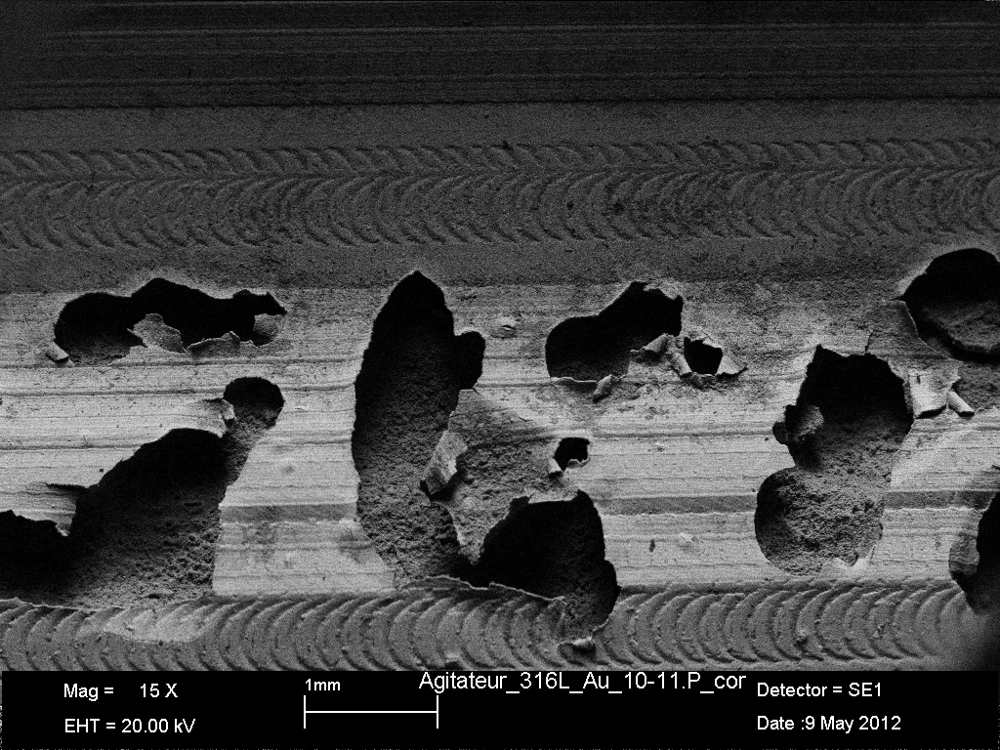 Mag = 15 X
EHT = 20.00 kV
1mm
Agitateur_316L_Au_10-11.P_cor
Detector = SE1
Date :9 May 2012